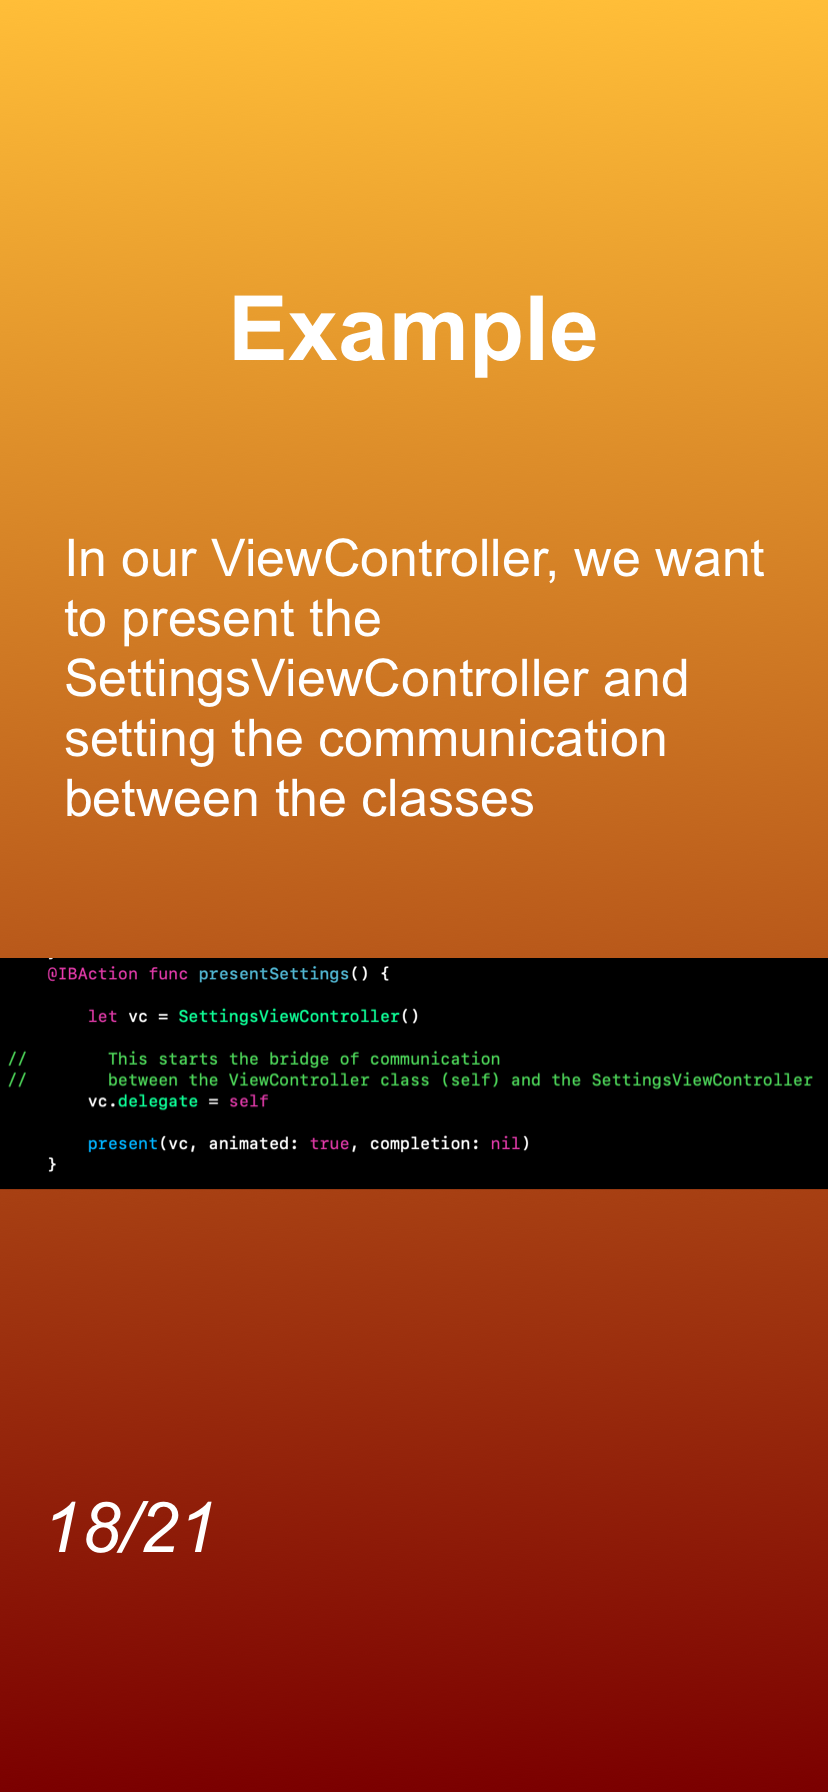 Example
In our ViewController, we want
to present the
SettingsViewController and
setting the communication
between the classes
@IBAction func presentSettings() {
let vc = SettingsViewController()
// This starts the bridge of communication
// between the ViewController class (self) and the SettingsViewController
vc.delegate = self
present(vc, animated: true, completion: nil)
}
18/21